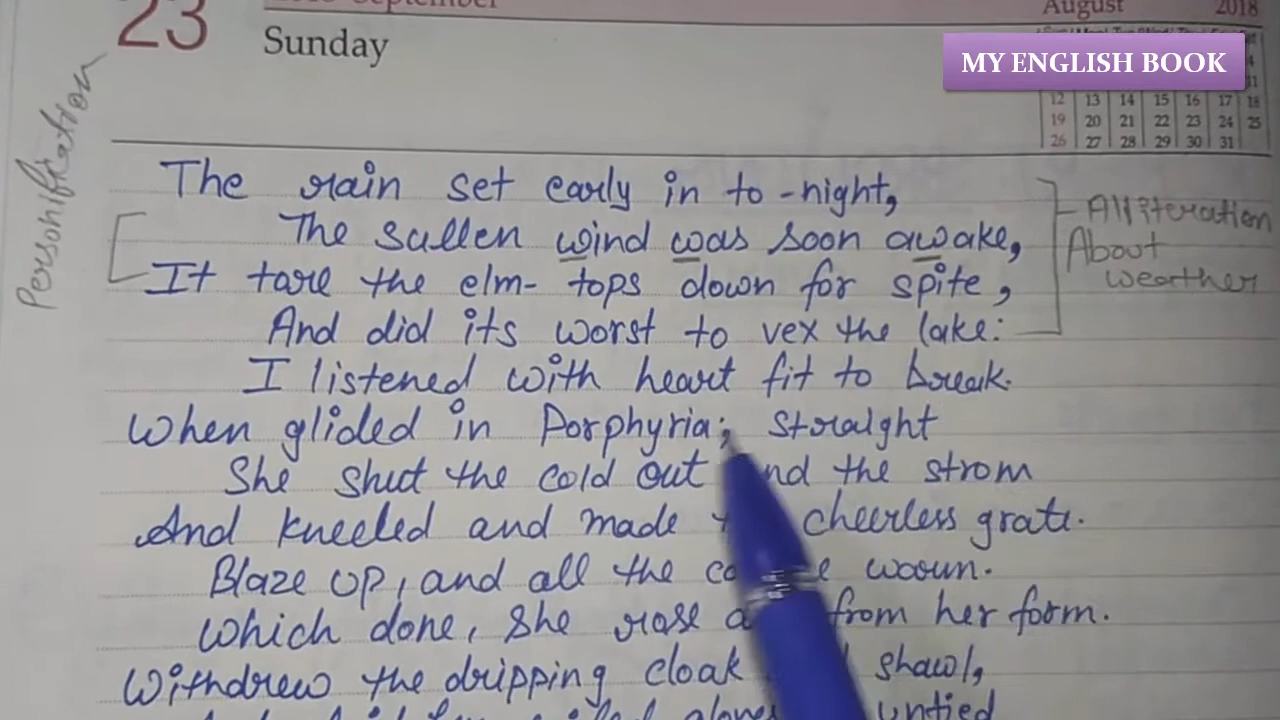 23
Sunday
August 2018
MY ENGLISH BOOK
11
12 13 14 15 16 17 18
19 20 21 22 23 24 25
26 27 28 29 30 31
Personification
The rain set early in to-night,
The sullen wind was soon awake,
It tore the elm-tops down for spite,
And did its worst to vex the lake:
Alliteration
About
weather
I listened with heart fit to break.
When glided in Porphyria; straight
She shut the cold out and the strom
And kneeled and made cheerless grate.
Blaze up, and all the
Which done, she rose from her form.
Withdrew the dripping cloak shawl,
untied